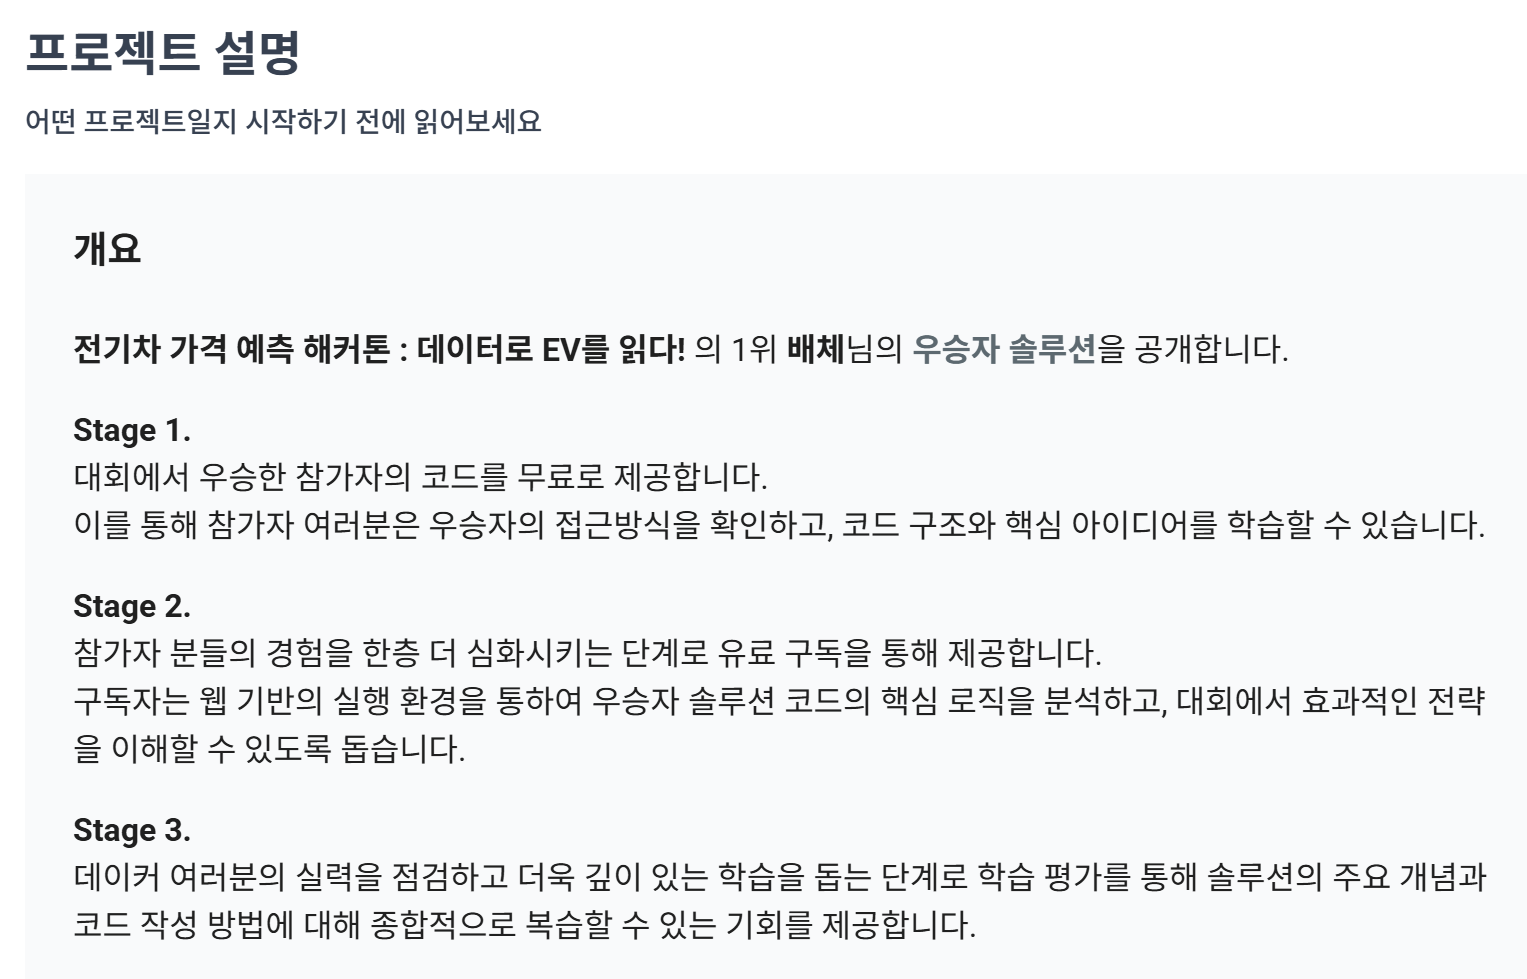 프로젝트 설명
어떤 프로젝트일지 시작하기 전에 읽어보세요
개요
전기차 가격 예측 해커톤 : 데이터로 EV를 읽다! 의 1위 배체님의 우승자 솔루션을 공개합니다.
Stage 1.
대회에서 우승한 참가자의 코드를 무료로 제공합니다.
이를 통해 참가자 여러분은 우승자의 접근방식을 확인하고, 코드 구조와 핵심 아이디어를 학습할 수 있습니다.
Stage 2.
참가자 분들의 경험을 한층 더 심화시키는 단계로 유료 구독을 통해 제공합니다.
구독자는 웹 기반의 실행 환경을 통하여 우승자 솔루션 코드의 핵심 로직을 분석하고, 대회에서 효과적인 전략
을 이해할 수 있도록 돕습니다.
Stage 3.
데이커 여러분의 실력을 점검하고 더욱 깊이 있는 학습을 돕는 단계로 학습 평가를 통해 솔루션의 주요 개념과
코드 작성 방법에 대해 종합적으로 복습할 수 있는 기회를 제공합니다.